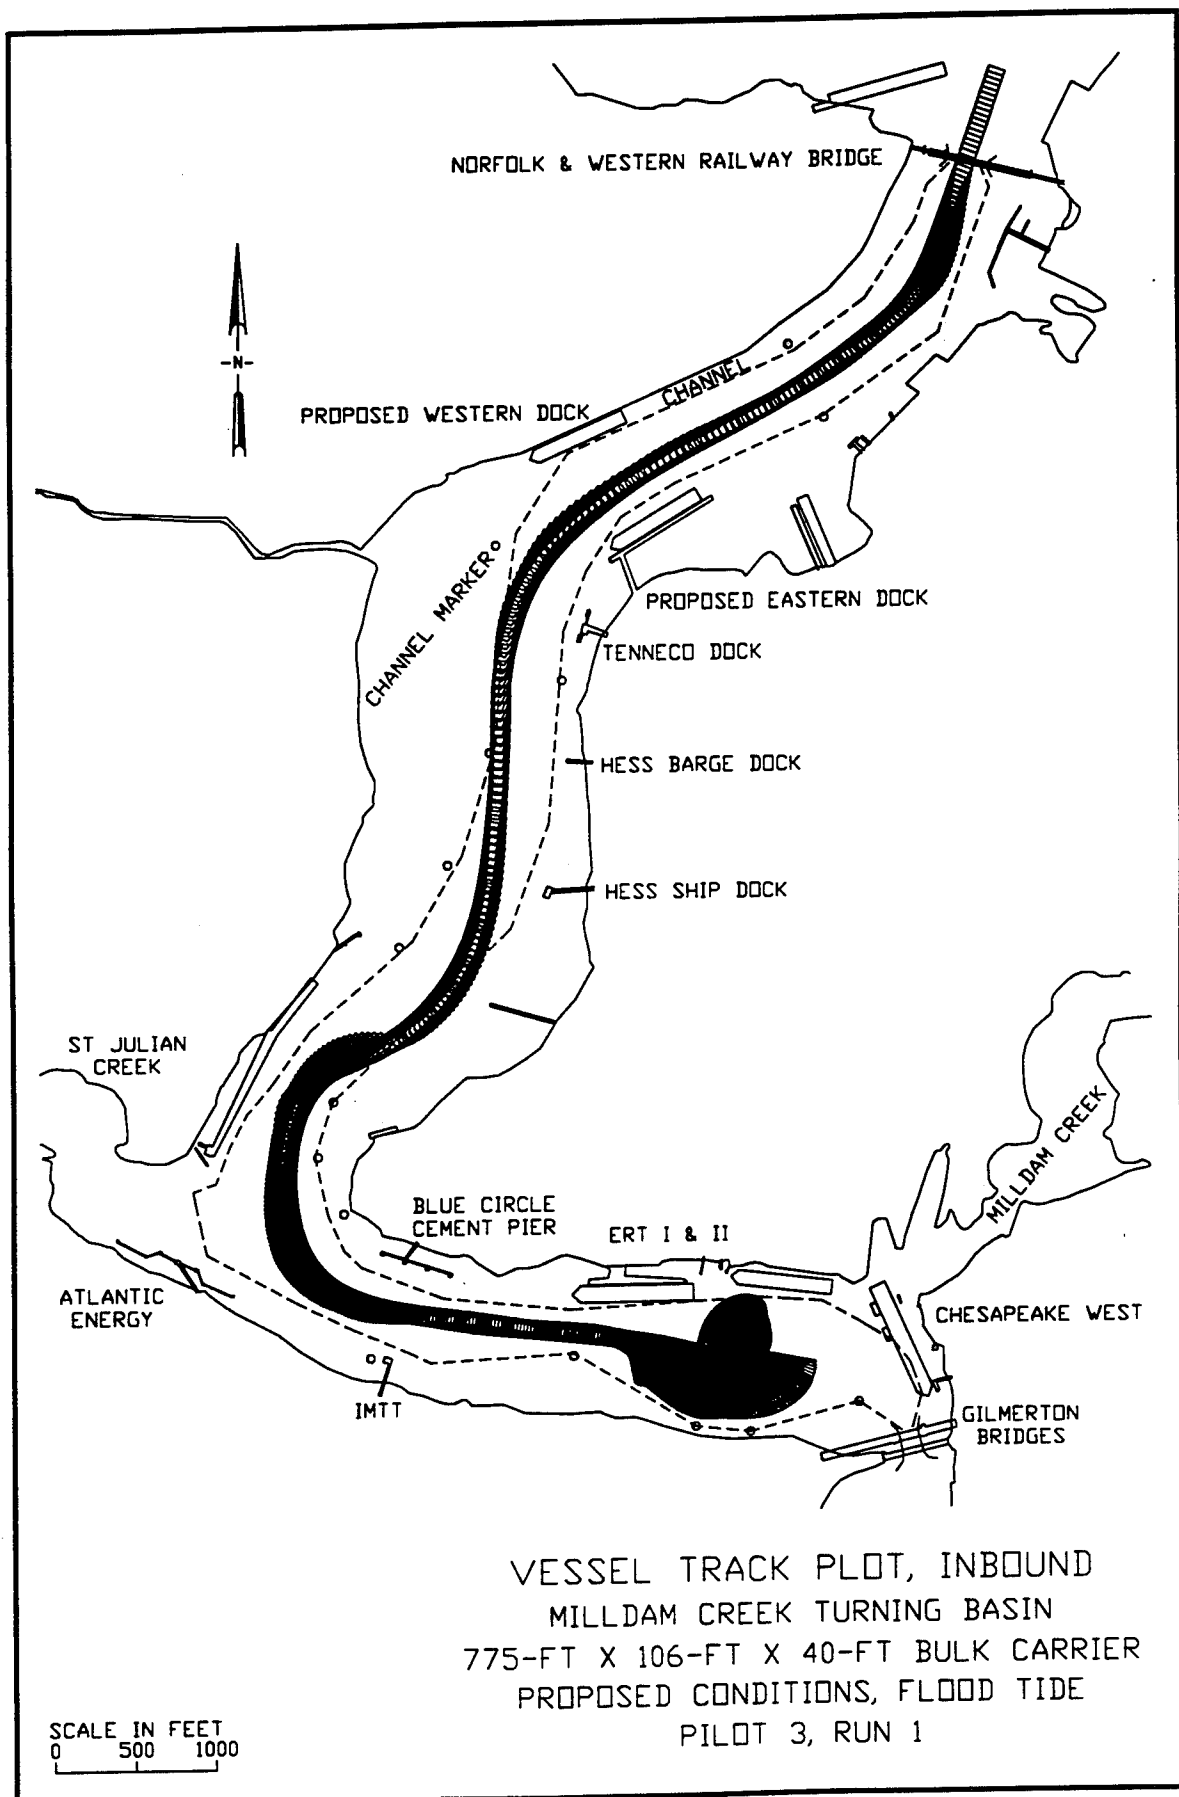 NORFOLK & WESTERN RAILWAY BRIDGE
-N-
CHANNEL
PROPOSED WESTERN DOCK
CHANNEL MARKER
PROPOSED EASTERN DOCK
TENNECO DOCK
HESS BARGE DOCK
HESS SHIP DOCK
ST JULIAN
CREEK
MILLDAM CREEK
BLUE CIRCLE
CEMENT PIER
ERT I & II
ATLANTIC
ENERGY
CHESAPEAKE WEST
IMTT
GILMERTON
BRIDGES
VESSEL TRACK PLOT, INBOUND
MILLDAM CREEK TURNING BASIN
775-FT X 106-FT X 40-FT BULK CARRIER
PROPOSED CONDITIONS, FLOOD TIDE
PILOT 3, RUN 1
SCALE IN FEET
0 500 1000